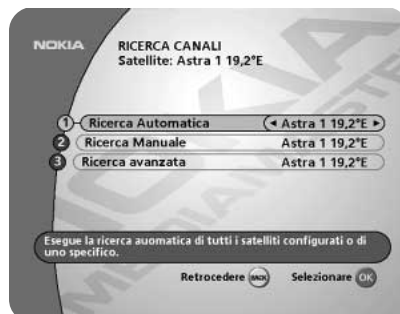 NOKIA
RICERCA CANALI
Satellite: Astra 1 19,2°E
1 Ricerca Automatica Astra 1 19,2°E
2 Ricerca Manuale Astra 1 19,2°E
3 Ricerca avanzata Astra 1 19,2°E
Esegue la ricerca auomatica di tutti i satelliti configurati o di
uno specifico.
Retrocedere BACK Selezionare OK
NOKIA
MEDIAMASTER